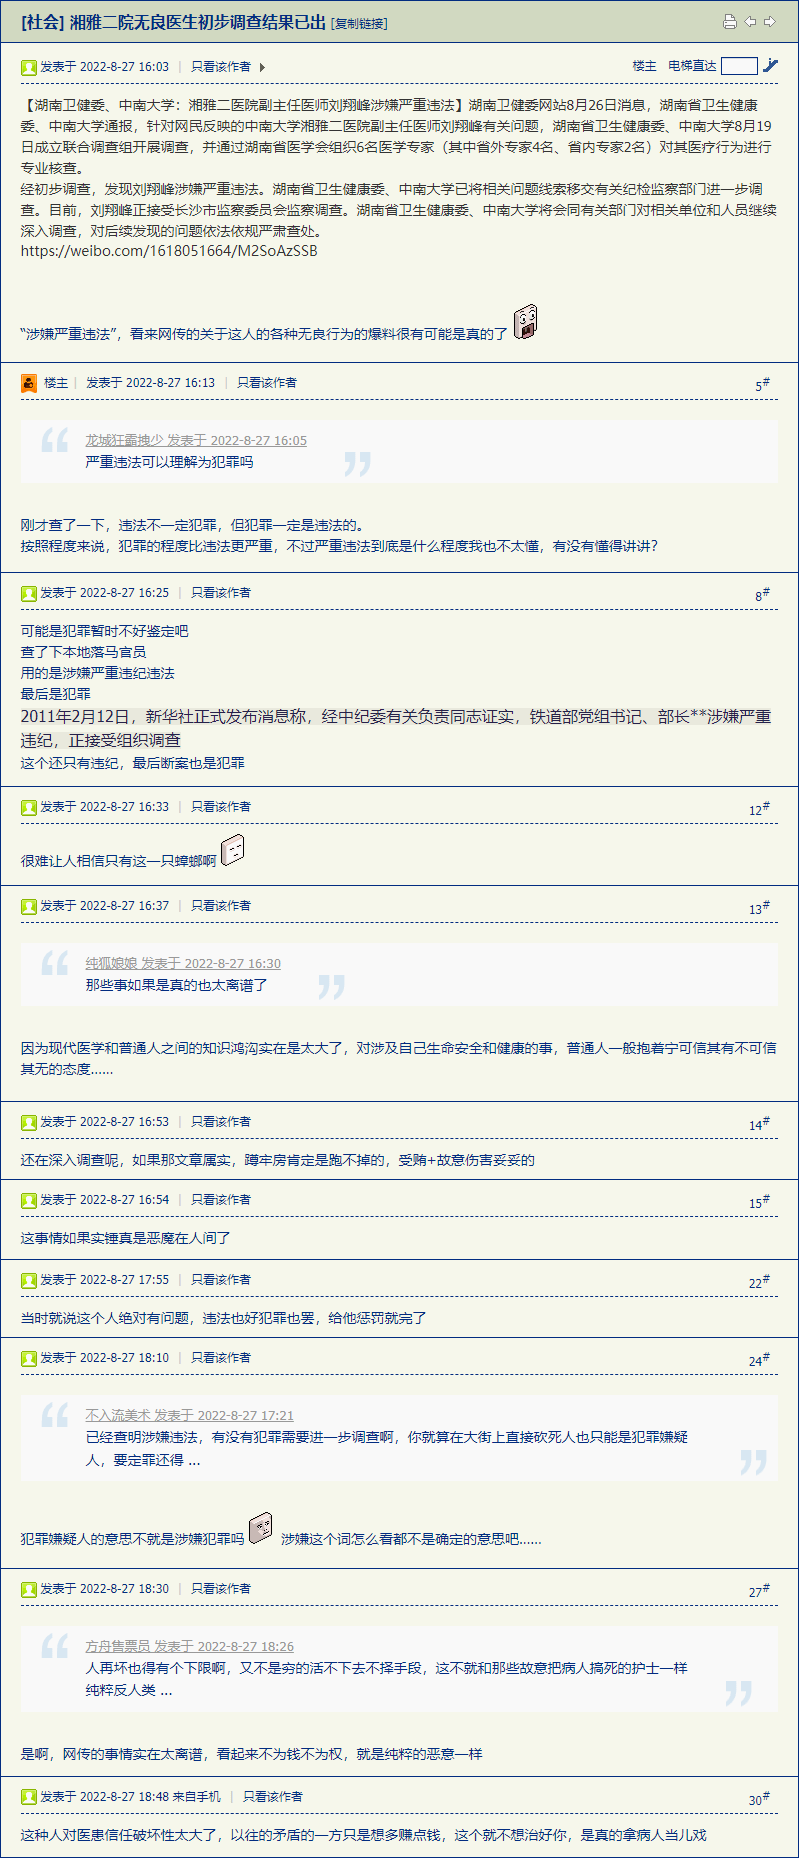 [社会] 湘雅二院无良医生初步调查结果已出 [复制链接]
发表于 2022-8-27 16:03 | 只看该作者 楼主 电梯直达
【湖南卫健委、中南大学：湘雅二医院副主任医师刘翔峰涉嫌严重违法】湖南卫健委网站8月26日消息，湖南省卫生健康
委、中南大学通报，针对网民反映的中南大学湘雅二医院副主任医师刘翔峰有关问题，湖南省卫生健康委、中南大学8月19
日成立联合调查组开展调查，并通过湖南省医学会组织6名医学专家（其中省外专家4名、省内专家2名）对其医疗行为进行
专业核查。
经初步调查，发现刘翔峰涉嫌严重违法。湖南省卫生健康委、中南大学已将相关问题线索移交有关纪检监察部门进一步调
查。目前，刘翔峰正接受长沙市监察委员会监察调查。湖南省卫生健康委、中南大学将会同有关部门对相关单位和人员继续
深入调查，对后续发现的问题依法依规严肃查处。
https://weibo.com/1618051664/M2SoAzSSB
“涉嫌严重违法”，看来网传的关于这人的各种无良行为的爆料很有可能是真的了
楼主 | 发表于 2022-8-27 16:13 | 只看该作者 5#
龙城狂霸拽少 发表于 2022-8-27 16:05
严重违法可以理解为犯罪吗
刚才查了一下，违法不一定犯罪，但犯罪一定是违法的。
按照程度来说，犯罪的程度比违法更严重，不过严重违法到底是什么程度我也不太懂，有没有懂得讲讲？
发表于 2022-8-27 16:25 | 只看该作者 8#
可能是犯罪暂时不好鉴定吧
查了下本地落马官员
用的是涉嫌严重违纪违法
最后是犯罪
2011年2月12日，新华社正式发布消息称，经中纪委有关负责同志证实，铁道部党组书记、部长**涉嫌严重
违纪，正接受组织调查
这个还只有违纪，最后断案也是犯罪
发表于 2022-8-27 16:33 | 只看该作者 12#
很难让人相信只有这一只蟑螂啊
发表于 2022-8-27 16:37 | 只看该作者 13#
纯狐娘娘 发表于 2022-8-27 16:30
那些事如果是真的也太离谱了
因为现代医学和普通人之间的知识鸿沟实在是太大了，对涉及自己生命安全和健康的事，普通人一般抱着宁可信其有不可信
其无的态度......
发表于 2022-8-27 16:53 | 只看该作者 14#
还在深入调查呢，如果那文章属实，蹲牢房肯定是跑不掉的，受贿+故意伤害妥妥的
发表于 2022-8-27 16:54 | 只看该作者 15#
这事情如果实锤真是恶魔在人间了
发表于 2022-8-27 17:55 | 只看该作者 22#
当时就说这个人绝对有问题，违法也好犯罪也罢，给他惩罚就完了
发表于 2022-8-27 18:10 | 只看该作者 24#
不入流美术 发表于 2022-8-27 17:21
已经查明涉嫌违法，有没有犯罪需要进一步调查啊，你就算在大街上直接砍死人也只能是犯罪嫌疑
人，要定罪还得 ...
犯罪嫌疑人的意思不就是涉嫌犯罪吗 涉嫌这个词怎么看都不是确定的意思吧......
发表于 2022-8-27 18:30 | 只看该作者 27#
方舟售票员 发表于 2022-8-27 18:26
人再坏也得有个下限啊，又不是穷的活不下去不择手段，这不就和那些故意把病人搞死的护士一样
纯粹反人类 ...
是啊，网传的事情实在太离谱，看起来不为钱不为权，就是纯粹的恶意一样
发表于 2022-8-27 18:48 来自手机 | 只看该作者 30#
这种人对医患信任破坏性太大了，以往的矛盾的一方只是想多赚点钱，这个就不想治好你，是真的拿病人当儿戏